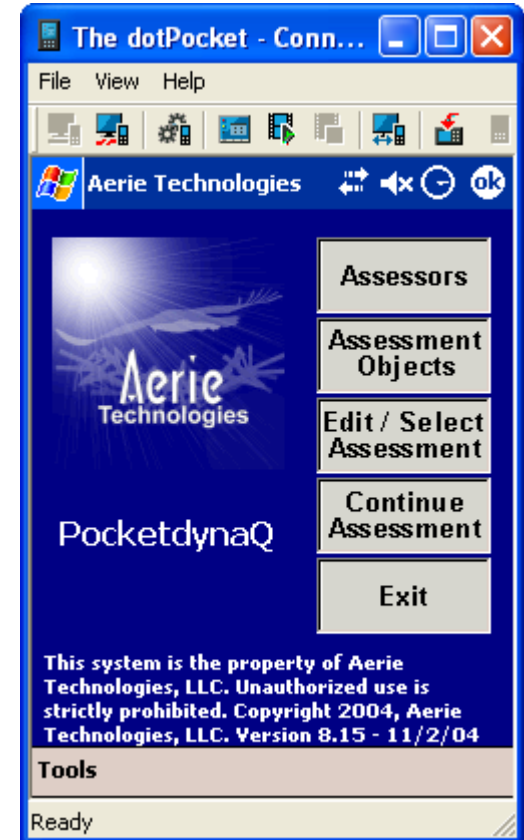 The dotPocket - Conn...
File View Help
Aerie Technologies
ok
Aerie
Technologies
PocketdynaQ
Assessors
Assessment
Objects
Edit / Select
Assessment
Continue
Assessment
Exit
This system is the property of Aerie
Technologies, LLC. Unauthorized use is
strictly prohibited. Copyright 2004, Aerie
Technologies, LLC. Version 8.15 - 11/2/04
Tools
Ready